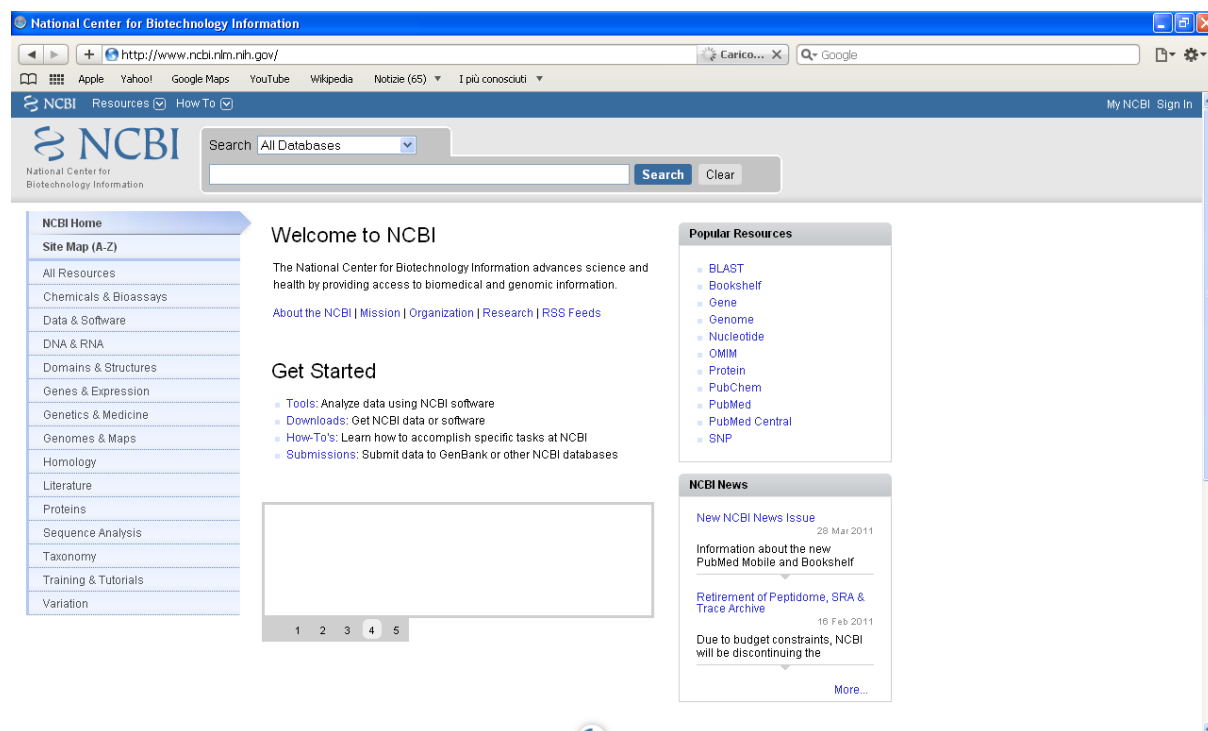 National Center for Biotechnology Information
http://www.ncbi.nlm.nih.gov/
Carico...
Google
Apple Yahoo! Google Maps YouTube Wikipedia Notizie (65) I più conosciuti
NCBI Resources How To
My NCBI Sign In
NCBI
National Center for
Biotechnology Information
Search All Databases
Search Clear
NCBI Home
Site Map (A-Z)
All Resources
Chemicals & Bioassays
Data & Software
DNA & RNA
Domains & Structures
Genes & Expression
Genetics & Medicine
Genomes & Maps
Homology
Literature
Proteins
Sequence Analysis
Taxonomy
Training & Tutorials
Variation
Welcome to NCBI
The National Center for Biotechnology Information advances science and
health by providing access to biomedical and genomic information.
About the NCBI | Mission | Organization | Research | RSS Feeds
Get Started
Tools: Analyze data using NCBI software
Downloads: Get NCBI data or software
How-To's: Learn how to accomplish specific tasks at NCBI
Submissions: Submit data to GenBank or other NCBI databases
1 2 3 4 5
Popular Resources
BLAST
Bookshelf
Gene
Genome
Nucleotide
OMIM
Protein
PubChem
PubMed
PubMed Central
SNP
NCBI News
New NCBI News Issue
28 Mar 2011
Information about the new
PubMed Mobile and Bookshelf
Retirement of Peptidome, SRA &
Trace Archive
16 Feb 2011
Due to budget constraints, NCBI
will be discontinuing the
More...